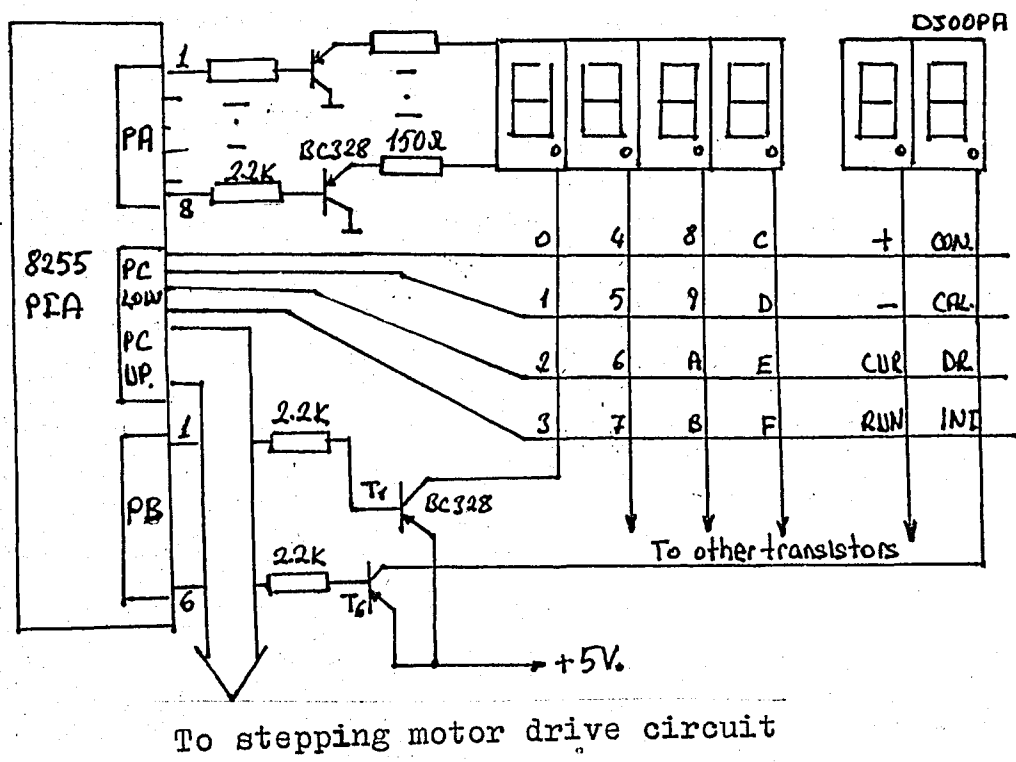 DJ00PA
1
PA
BC328 150Ω
22K
8
8255
PIA
PC
LOW
PC
UP.
0 4 8 C + CON.
1 5 9 D - CAL.
2 6 A E CUR DR.
3 7 B F RUN INI
2.2K
1
T1
BC328
PB
To other transistors
2.2K
6
T6
+5V.
To stepping motor drive circuit